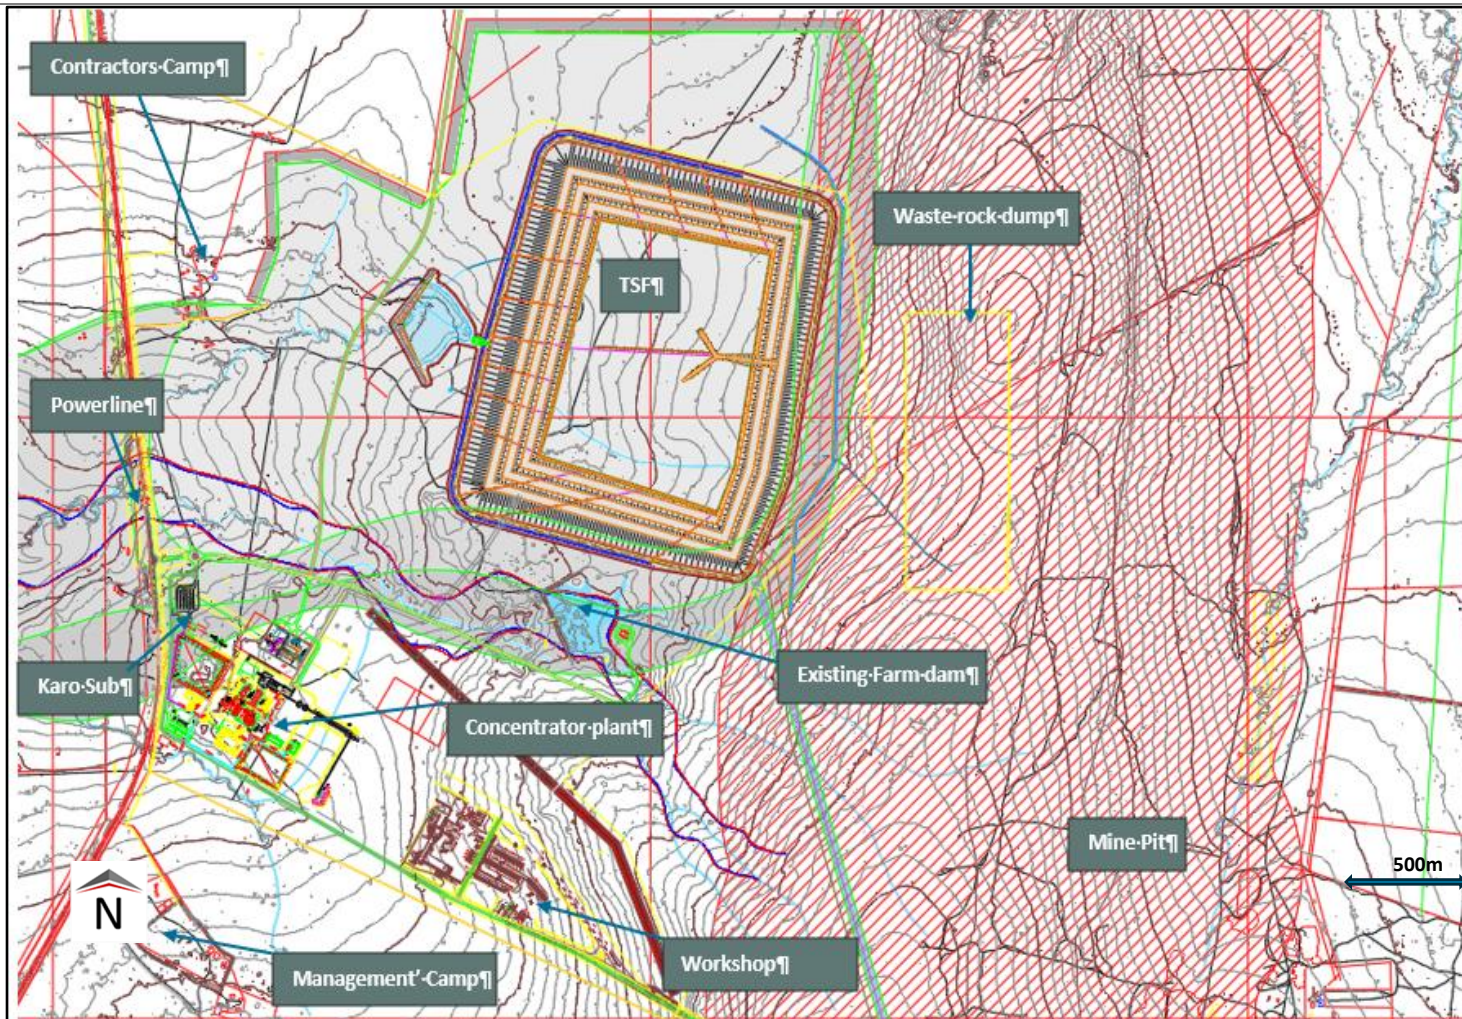 Contractors·Camp¶
Waste·rock·dump¶
TSF¶
Powerline¶
Existing·Farm·dam¶
Karo·Sub¶
Concentrator·plant¶
Mine·Pit¶
500m
N
Workshop¶
Management'·Camp¶